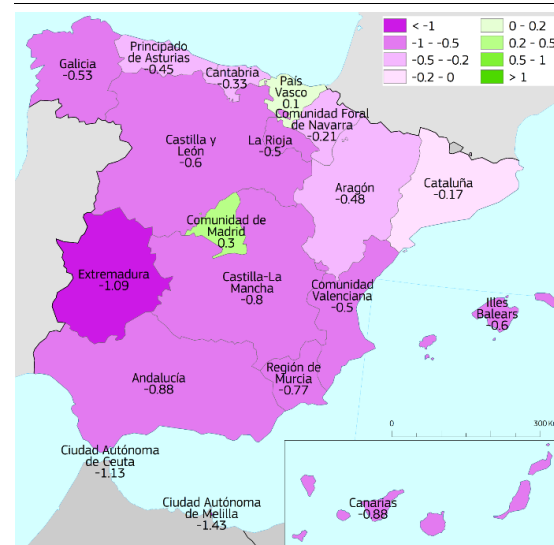 < -1
-1 - -0.5
-0.5 - -0.2
-0.2 - 0
0 - 0.2
0.2 - 0.5
0.5 - 1
> 1
Galicia
-0.53
Principado
de Asturias
-0.45
Cantabria
-0.33
País
Vasco
0.1
Comunidad Foral
de Navarra
-0.21
Castilla y
León
-0.6
La Rioja
-0.5
Aragón
-0.48
Cataluña
-0.17
Comunidad de
Madrid
0.3
Extremadura
-1.09
Castilla-La
Mancha
-0.8
Comunidad
Valenciana
-0.5
Illes
Balears
-0.6
Andalucía
-0.88
Región de
Murcia
-0.77
0 300
Ciudad Autónoma
de Ceuta
-1.13
Ciudad Autónoma
de Melilla
-1.43
Canarias
-0.88